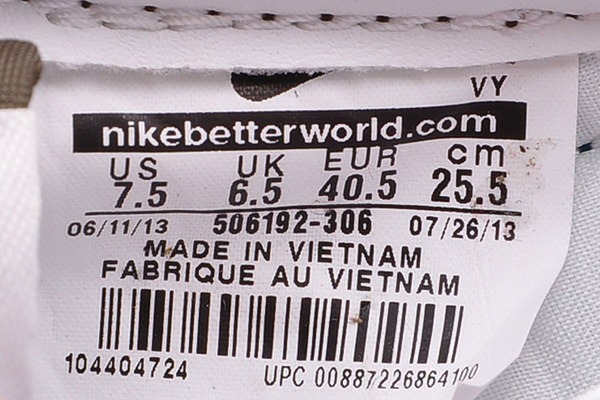 VY
nikebetterworld.com
US UK EUR cm
7.5 6.5 40.5 25.5
06/11/13 506192-306 07/26/13
MADE IN VIETNAM
FABRIQUE AU VIETNAM
104404724 UPC 00887226864100